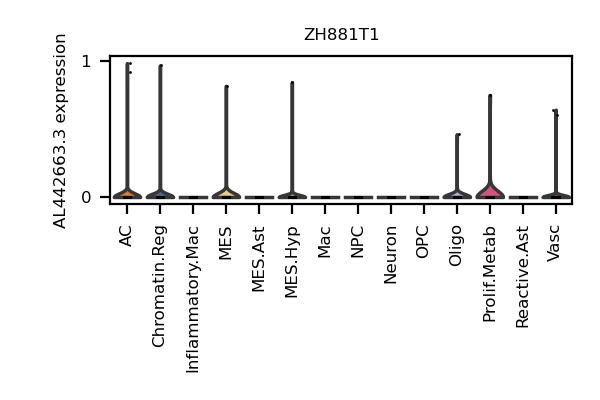 ZH881T1
AL442663.3 expression
1
0
AC
Chromatin.Reg
Inflammatory.Mac
MES
MES.Ast
MES.Hyp
Mac
NPC
Neuron
OPC
Oligo
Prolif.Metab
Reactive.Ast
Vasc